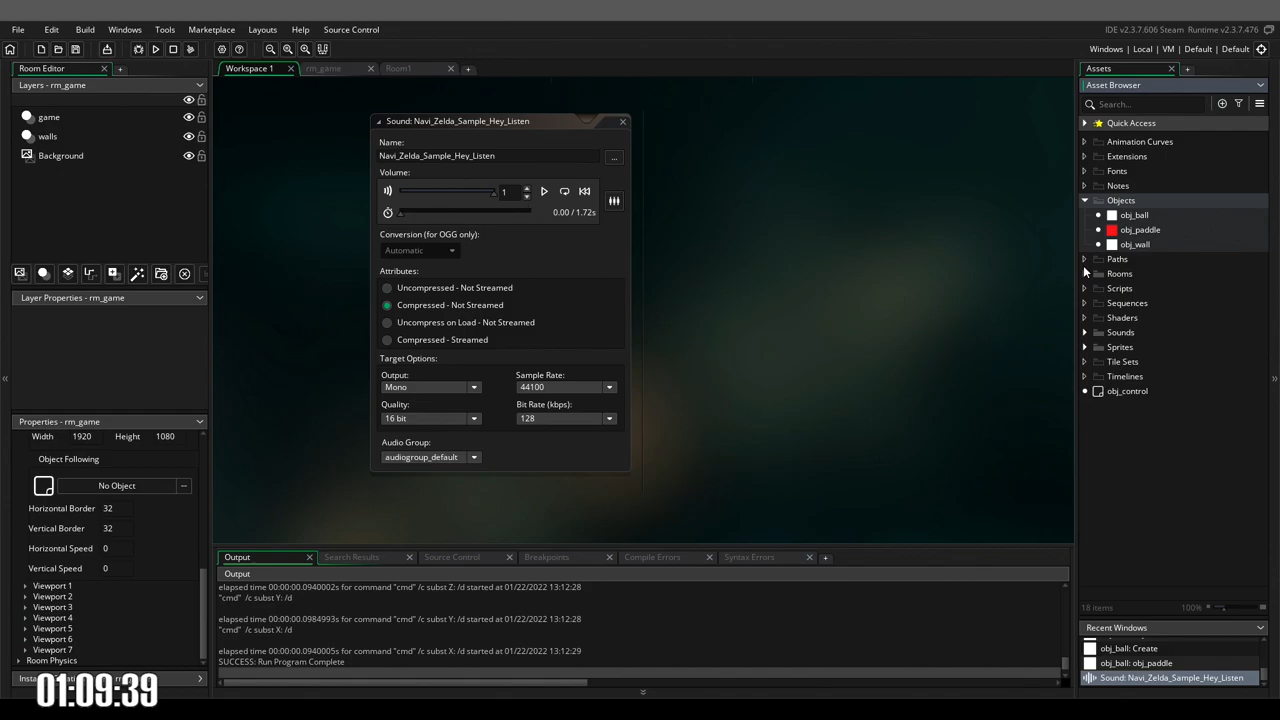 File Edit Build Windows Tools Marketplace Layouts Help Source Control
IDE v2.3.7.606 Steam Runtime v2.3.7.476
Windows | Local | VM | Default | Default
Room Editor
Layers - rm_game
game
walls
Background
Layer Properties - rm_game
Properties - rm_game
Width 1920 Height 1080
Object Following
No Object ...
Horizontal Border 32
Vertical Border 32
Horizontal Speed 0
Vertical Speed 0
Viewport 1
Viewport 2
Viewport 3
Viewport 4
Viewport 5
Viewport 6
Viewport 7
Room Physics
01:09:39
Workspace 1 rm_game Room1
Sound: Navi_Zelda_Sample_Hey_Listen
Name:
Navi_Zelda_Sample_Hey_Listen ...
Volume:
1
0.00 / 1.72s
Conversion (for OGG only):
Automatic
Attributes:
Uncompressed - Not Streamed
Compressed - Not Streamed
Uncompress on Load - Not Streamed
Compressed - Streamed
Target Options:
Output: Sample Rate:
Mono 44100
Quality: Bit Rate (kbps):
16 bit 128
Audio Group:
audiogroup_default
Output Search Results Source Control Breakpoints Compile Errors Syntax Errors
Output
elapsed time 00:00:00.0940002s for command "cmd" /c subst Z: /d started at 01/22/2022 13:12:28
"cmd" /c subst Y: /d
elapsed time 00:00:00.0984993s for command "cmd" /c subst Y: /d started at 01/22/2022 13:12:28
"cmd" /c subst X: /d
elapsed time 00:00:00.0940005s for command "cmd" /c subst X: /d started at 01/22/2022 13:12:29
SUCCESS: Run Program Complete
Assets
Asset Browser
Search...
Quick Access
Animation Curves
Extensions
Fonts
Notes
Objects
obj_ball
obj_paddle
obj_wall
Paths
Rooms
Scripts
Sequences
Shaders
Sounds
Sprites
Tile Sets
Timelines
obj_control
18 items 100%
Recent Windows
obj_ball: Create
obj_ball: obj_paddle
Sound: Navi_Zelda_Sample_Hey_Listen